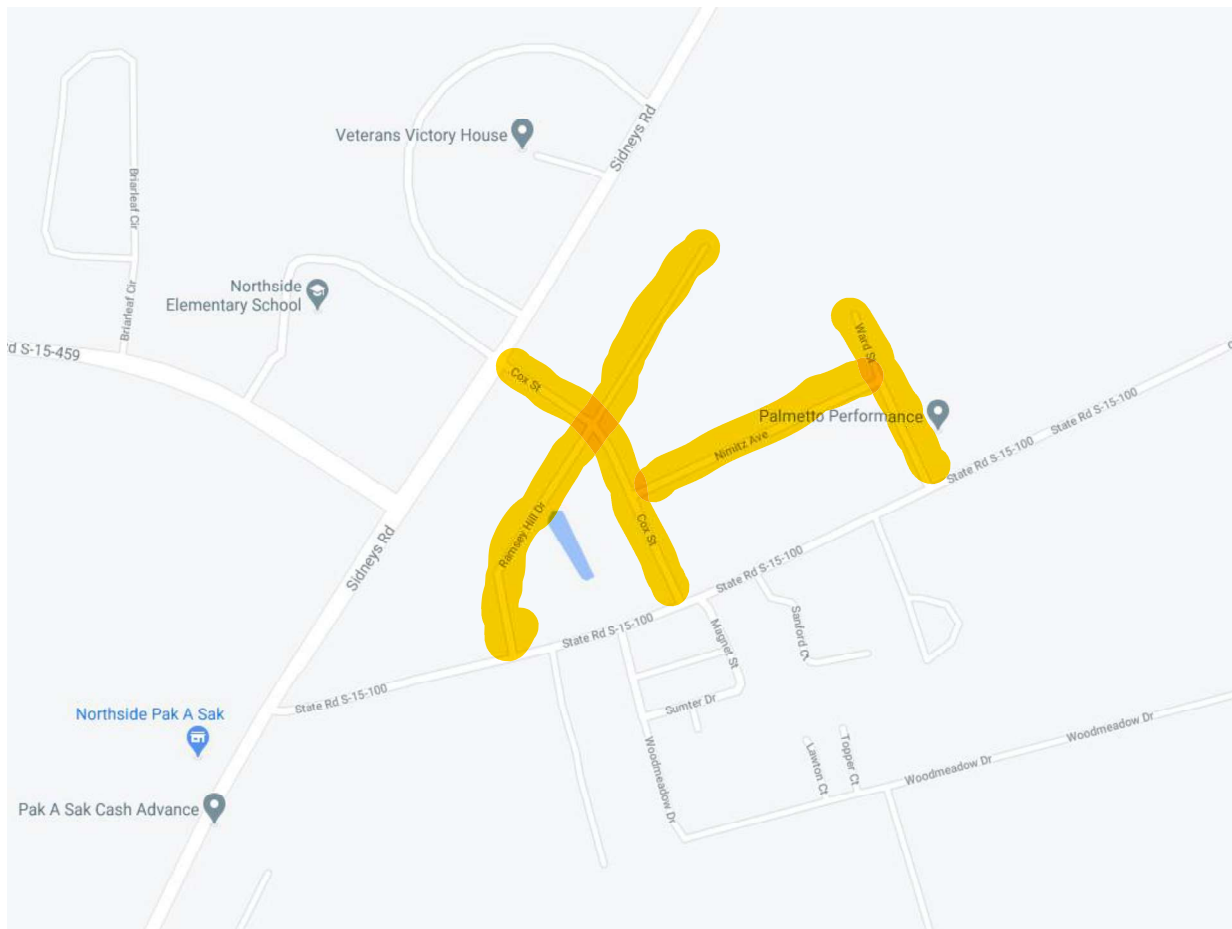 Sidneys Rd
Veterans Victory House
Briarleaf Cir
Briarleaf Cir
Northside
Elementary School
d S-15-459
Cox St
Ward St
State Rd S-15-100
Palmetto Performance
Nimitz Ave
State Rd S-15-100
Ramsey Hill Dr
Cox St
Sidneys Rd
State Rd S-15-100
State Rd S-15-100
Magnet St
Sanford Ct
State Rd S-15-100
Sumter Dr
Northside Pak A Sak
Woodmeadow Dr
Lawton Ct
Topper Ct
Woodmeadow Dr
Woodmeadow Dr
Pak A Sak Cash Advance